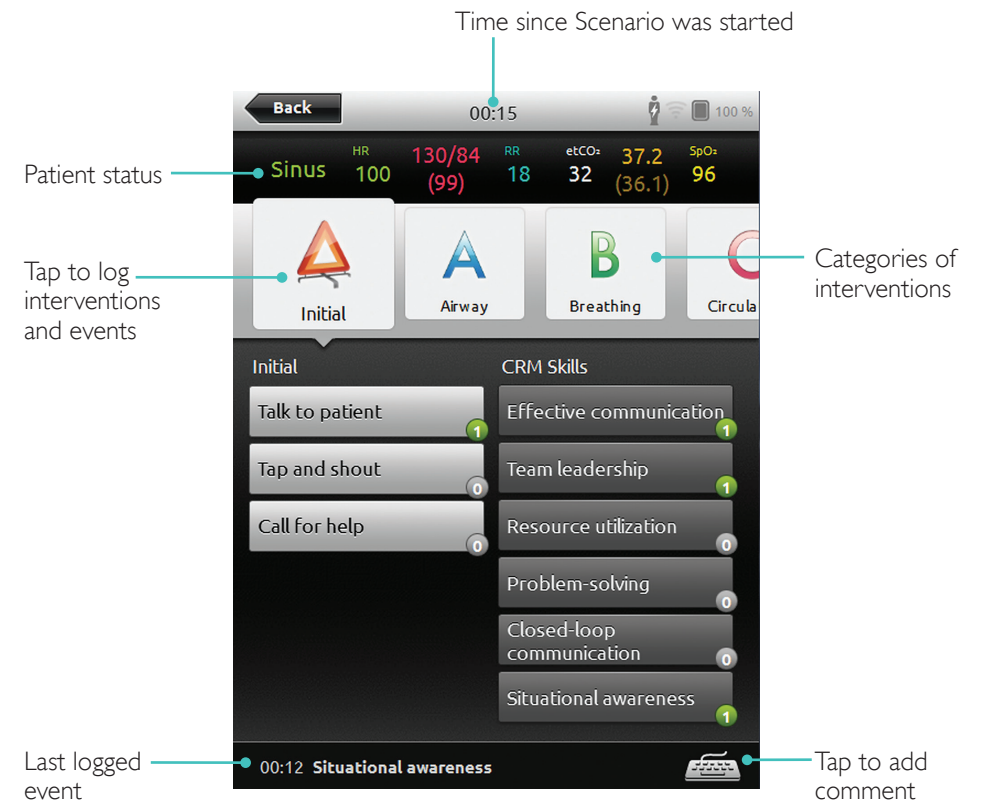 Time since Scenario was started
Back
00:15
100 %
Patient status
Sinus
HR
100
130/84
(99)
RR
18
etCO₂
32
37.2
(36.1)
SpO₂
96
Tap to log
interventions
and events
A
B
C
Initial
Airway
Breathing
Circula
Categories of
interventions
Initial
CRM Skills
Talk to patient
1
Effective communication
1
Tap and shout
0
Team leadership
1
Call for help
0
Resource utilization
0
Problem-solving
0
Closed-loop
communication
0
Situational awareness
1
Last logged
event
00:12 Situational awareness
Tap to add
comment